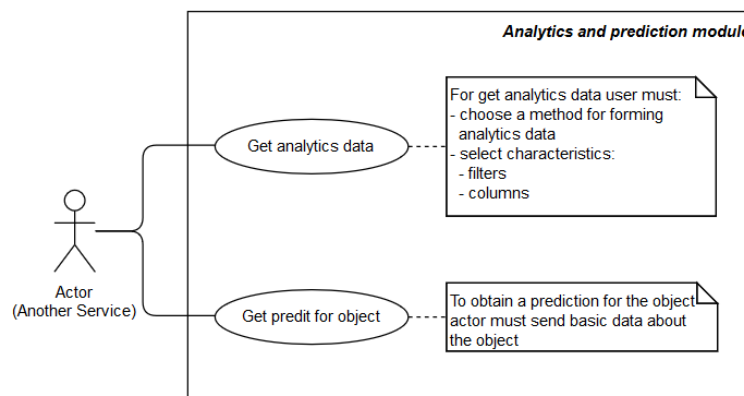 Analytics and prediction module
For get analytics data user must:
- choose a method for forming
analytics data
- select characteristics:
- filters
- columns
Get analytics data
Actor
(Another Service)
Get predit for object
To obtain a prediction for the object
actor must send basic data about
the object